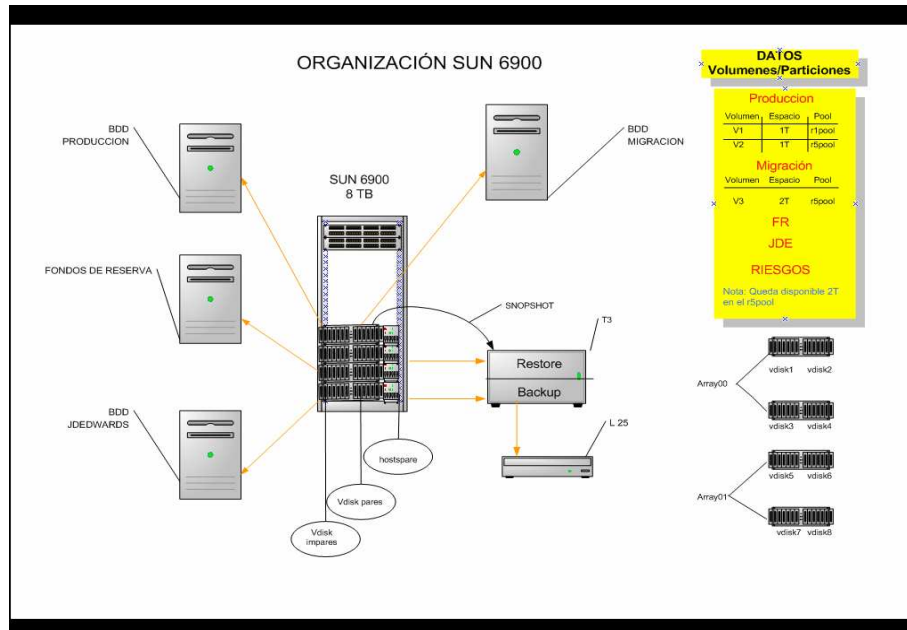 ORGANIZACIÓN SUN 6900
DATOS
Volumenes/Particiones
Produccion
Volumen Espacio Pool
V1 1T r1pool
V2 1T r5pool
Migración
Volumen Espacio Pool
V3 2T r5pool
FR
JDE
RIESGOS
Nota: Queda disponible 2T
en el r5pool
BDD
PRODUCCION
BDD
MIGRACION
SUN 6900
8 TB
FONDOS DE RESERVA
SNOPSHOT
T3
Restore
Backup
BDD
JDEDWARDS
L 25
hostspare
Vdisk pares
Vdisk
impares
vdisk1 vdisk2
Array00
vdisk3 vdisk4
vdisk5 vdisk6
Array01
vdisk7 vdisk8